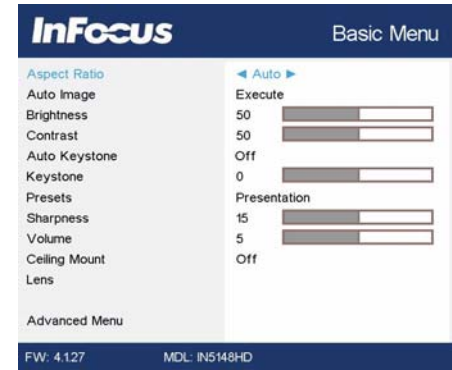 InFocus Basic Menu
Aspect Ratio ◄ Auto ►
Auto Image Execute
Brightness 50
Contrast 50
Auto Keystone Off
Keystone 0
Presets Presentation
Sharpness 15
Volume 5
Ceiling Mount Off
Lens
Advanced Menu
FW: 4.1.27 MDL: IN5148HD